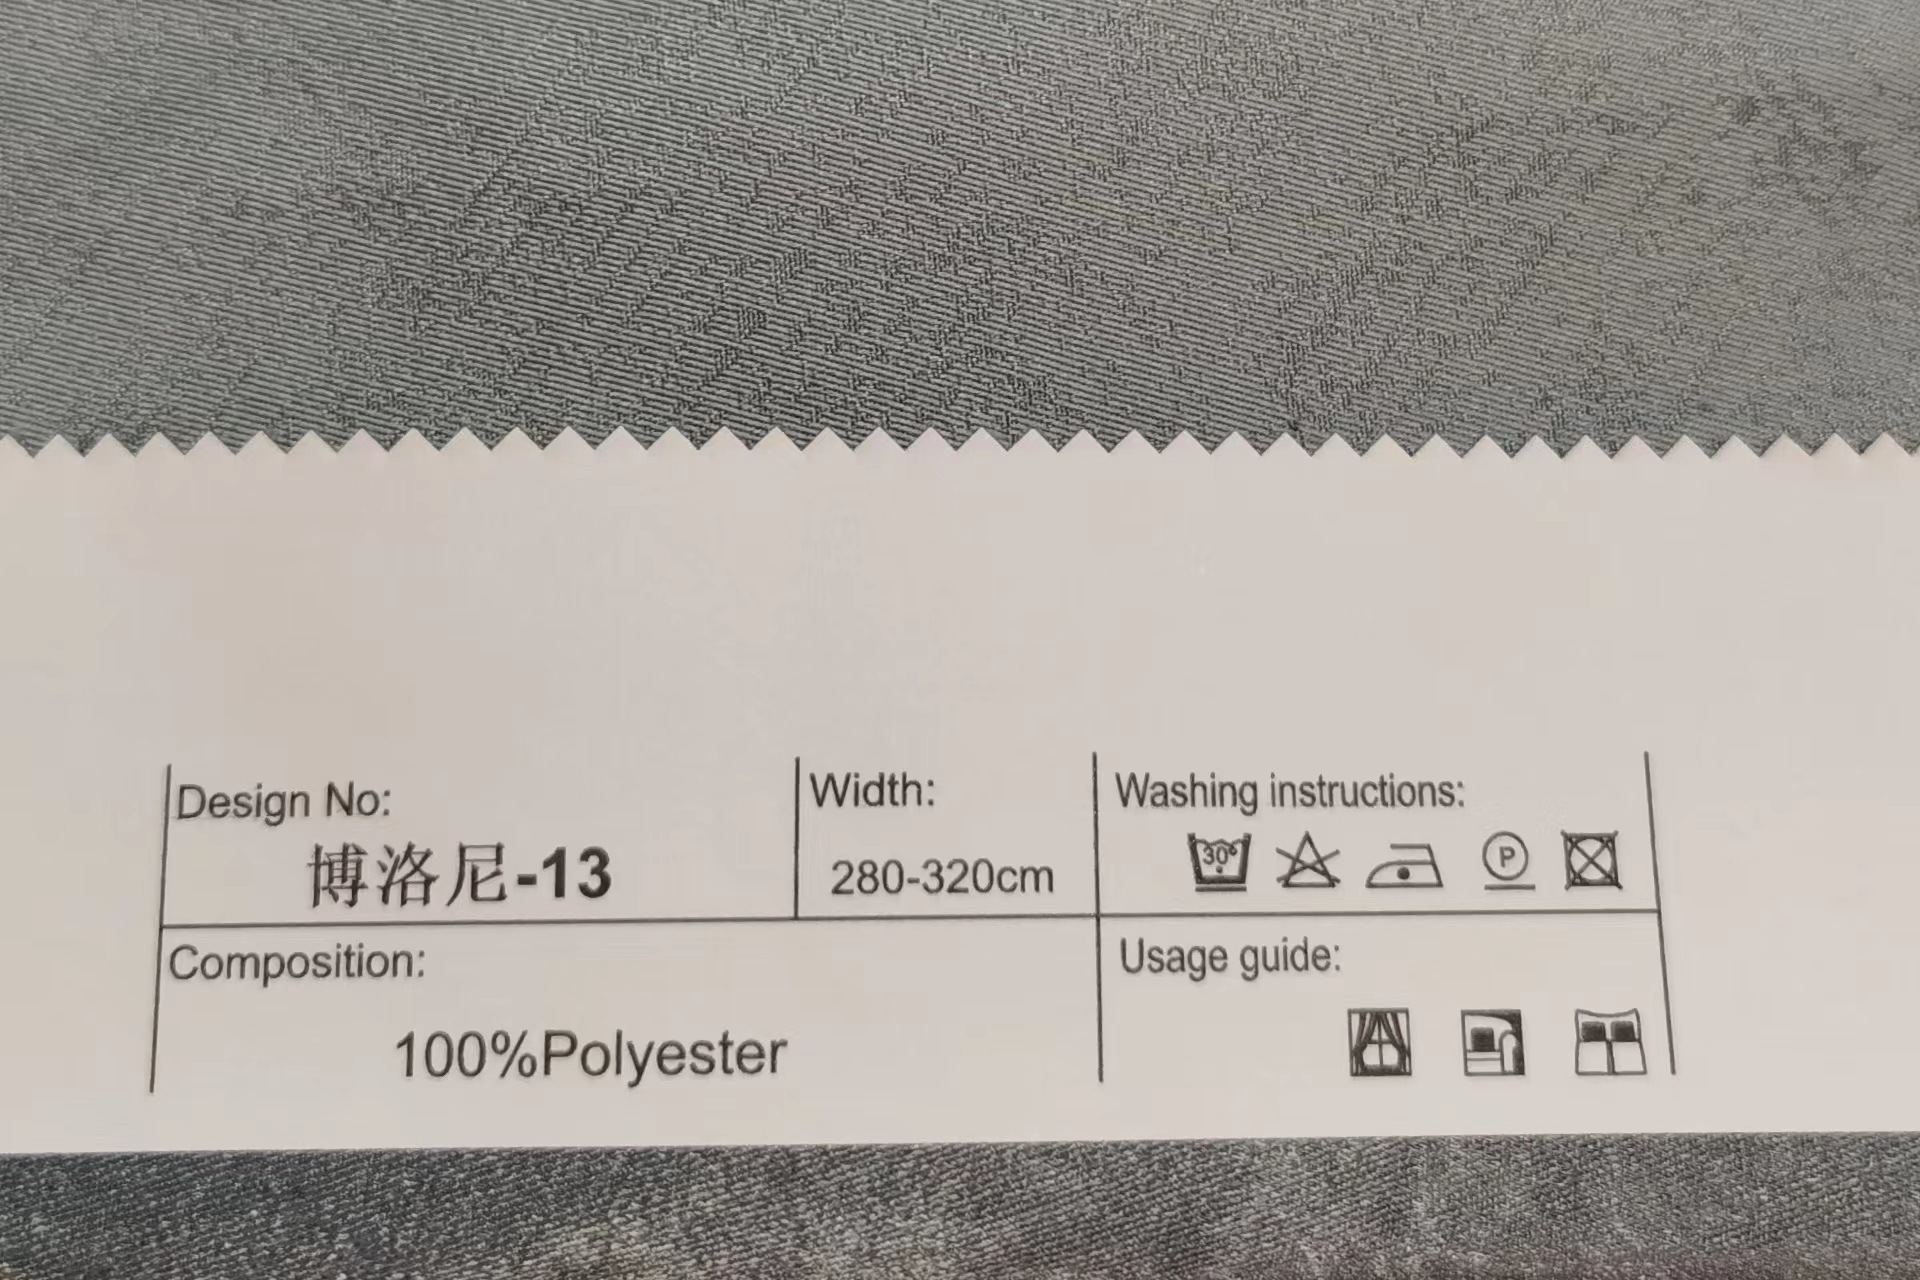 Design No:
博洛尼-13
Width:
280-320cm
Washing instructions:
30°
P
Composition:
100%Polyester
Usage guide: